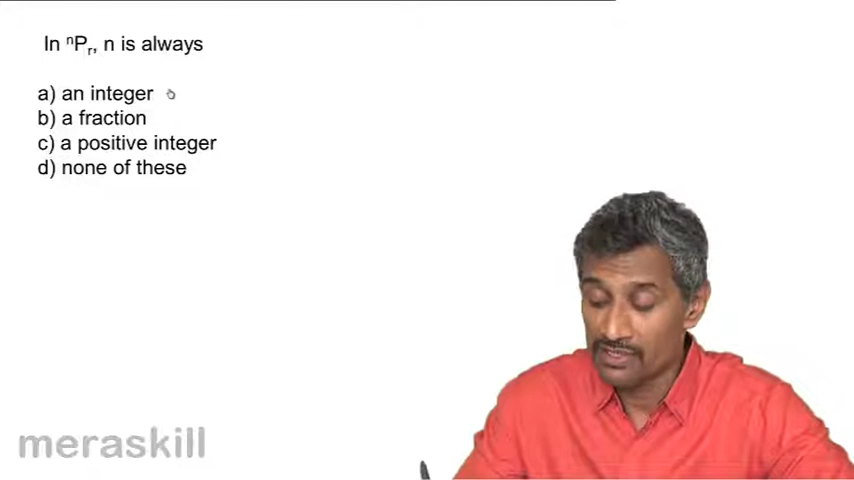 In ⁿPᵣ, n is always
a) an integer
b) a fraction
c) a positive integer
d) none of these
meraskill